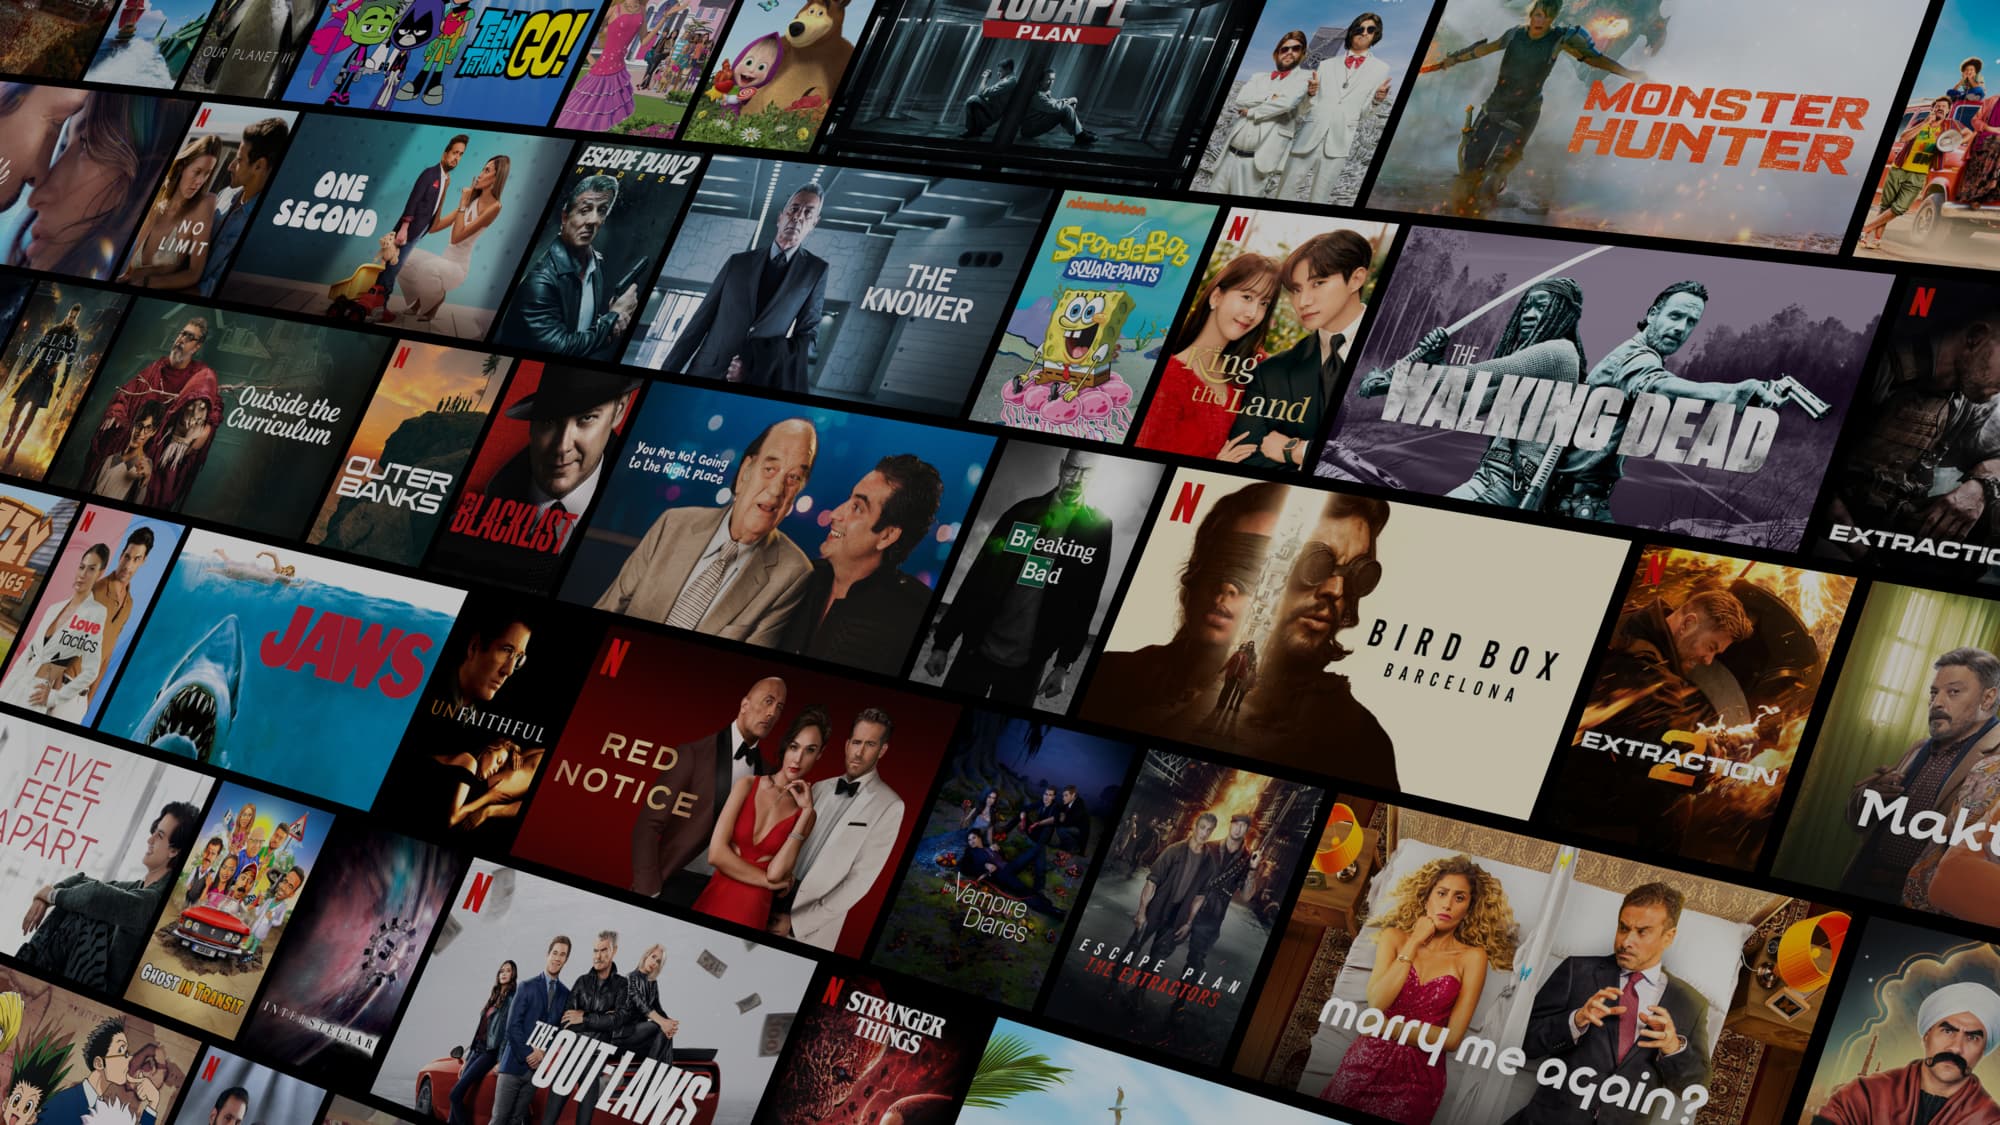 OUR PLANET II
TEEN
TITANS
GO!
ESCAPE
PLAN
MONSTER
HUNTER
N
NO
LIMIT
ONE
SECOND
ESCAPE PLAN 2
HADES
THE
KNOWER
nickelodeon
SPONGEBOB
SQUAREPANTS
N
King
the Land
THE
WALKING DEAD
N
EXTRACTIO
Outside the
Curriculum
N
OUTER
BANKS
THE
BLACKLIST
You Are Not Going
to the Right Place
Breaking
Bad
N
BIRD BOX
BARCELONA
N
EXTRACTION
2
Makt
ZZY
NGS
N
Love
Tactics
JAWS
UNFAITHFUL
N
RED
NOTICE
the
Vampire
Diaries
ESCAPE PLAN
THE EXTRACTORS
marry me again?
FIVE
FEET
APART
GHOST IN TRANSIT
INTERSTELLAR
N
THE
OUT-LAWS
N
STRANGER
THINGS
N